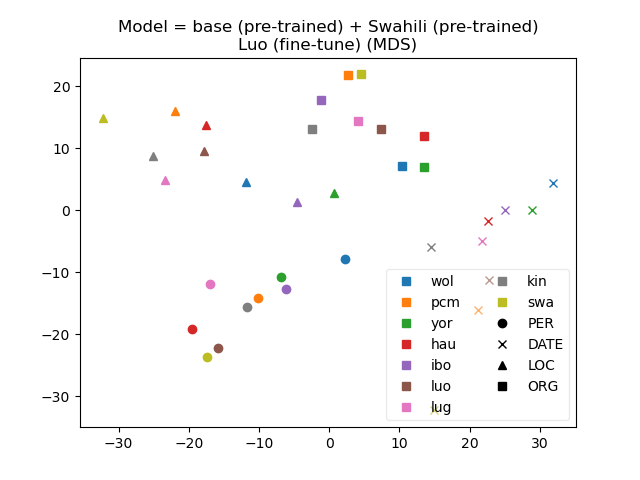 Model = base (pre-trained) + Swahili (pre-trained)
Luo (fine-tune) (MDS)
20
10
0
−10
−20
−30
−30
−20
−10
0
10
20
30
wol
pcm
yor
hau
ibo
luo
lug
kin
swa
PER
DATE
LOC
ORG